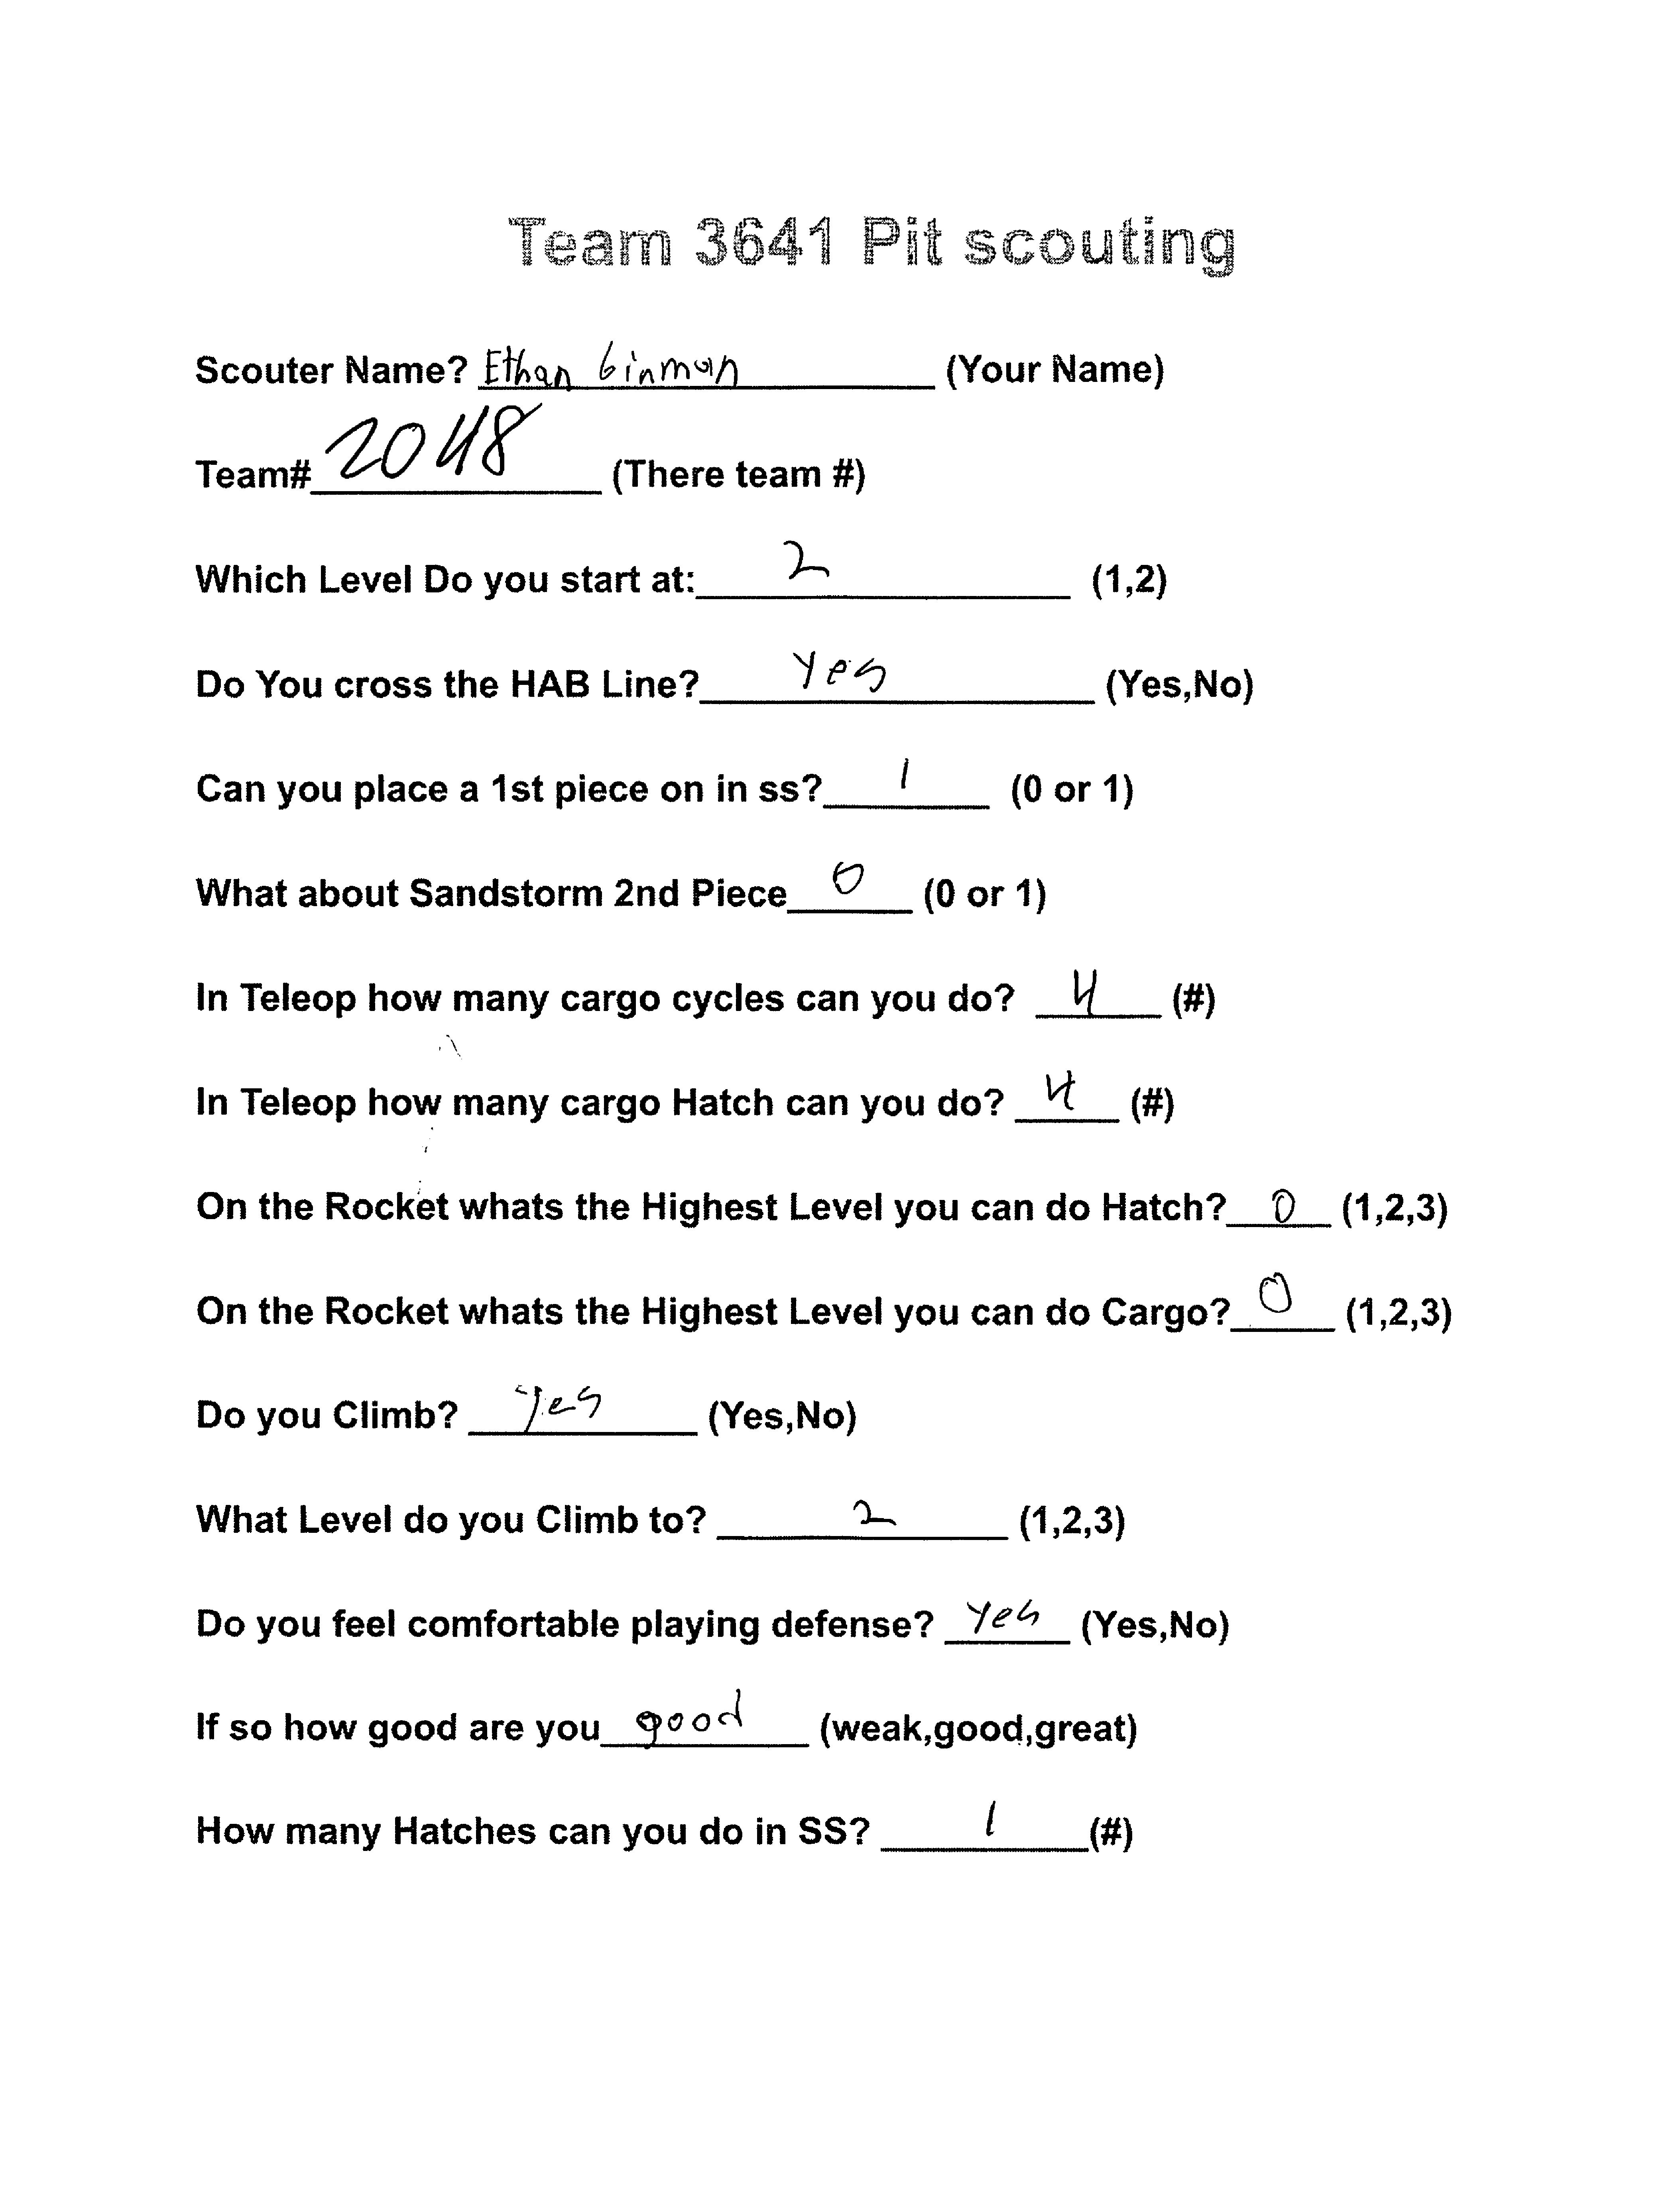 Team 3641 Pit scouting
Scouter Name? Ethan (Your Name)
Team# 2048 (There team #)
Which Level Do you start at: 2 (1,2)
Do You cross the HAB Line? Yes (Yes,No)
Can you place a 1st piece on in ss? 1 (0 or 1)
What about Sandstorm 2nd Piece 0 (0 or 1)
In Teleop how many cargo cycles can you do? 4 (#)
In Teleop how many cargo Hatch can you do? 4 (#)
On the Rocket whats the Highest Level you can do Hatch? 0 (1,2,3)
On the Rocket whats the Highest Level you can do Cargo? 0 (1,2,3)
Do you Climb? Yes (Yes,No)
What Level do you Climb to? 2 (1,2,3)
Do you feel comfortable playing defense? Yes (Yes,No)
If so how good are you good (weak,good,great)
How many Hatches can you do in SS? 1 (#)